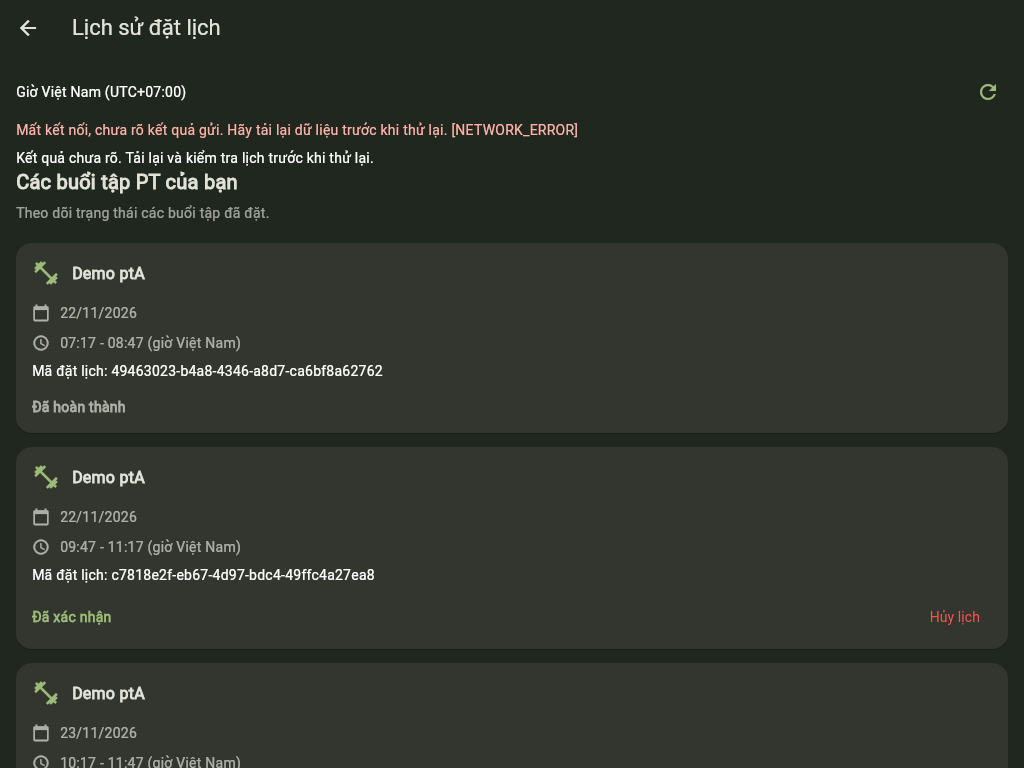 Lịch sử đặt lịch
Giờ Việt Nam (UTC+07:00)
Mất kết nối, chưa rõ kết quả gửi. Hãy tải lại dữ liệu trước khi thử lại. [NETWORK_ERROR]
Kết quả chưa rõ. Tải lại và kiểm tra lịch trước khi thử lại.
Các buổi tập PT của bạn
Theo dõi trạng thái các buổi tập đã đặt.
Demo ptA
22/11/2026
07:17 - 08:47 (giờ Việt Nam)
Mã đặt lịch: 49463023-b4a8-4346-a8d7-ca6bf8a62762
Đã hoàn thành
Demo ptA
22/11/2026
09:47 - 11:17 (giờ Việt Nam)
Mã đặt lịch: c7818e2f-eb67-4d97-bdc4-49ffc4a27ea8
Đã xác nhận
Hủy lịch
Demo ptA
23/11/2026
10:17 - 11:47 (giờ Việt Nam)